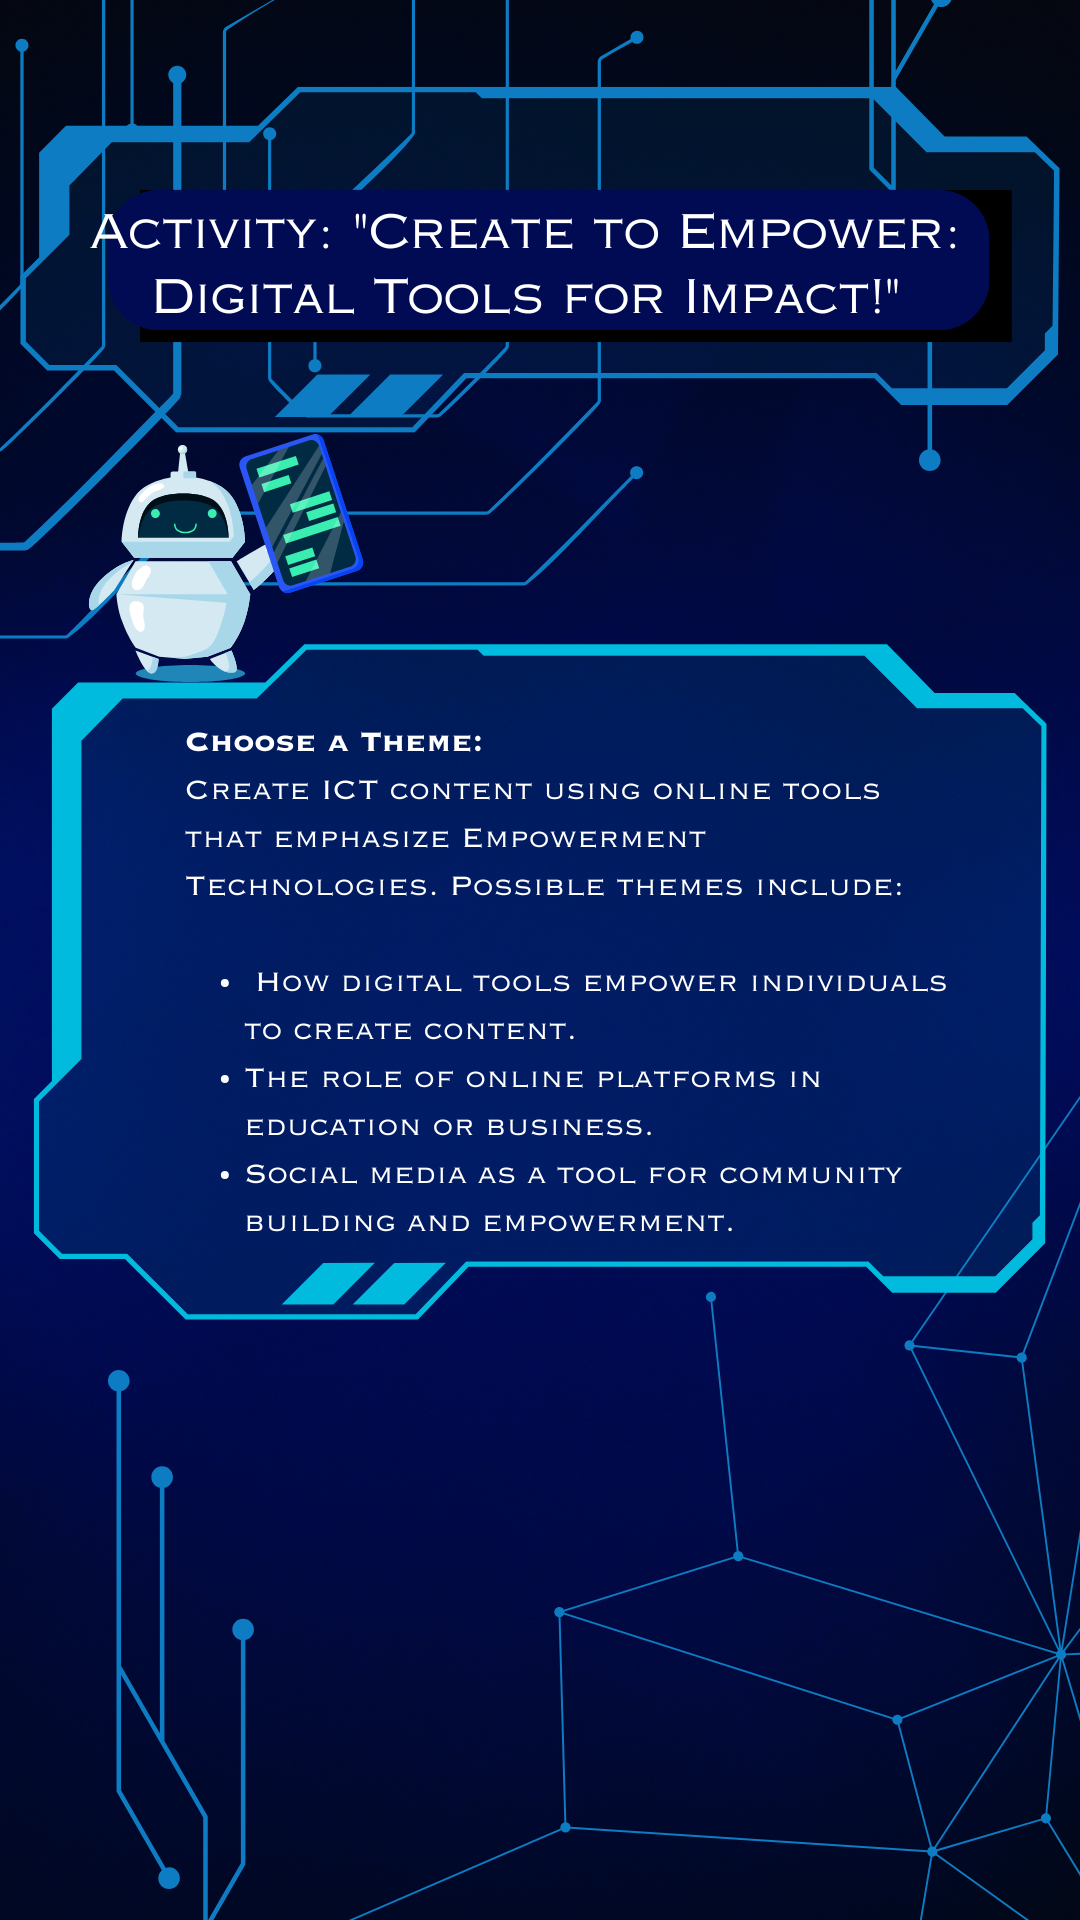 Activity: "Create to Empower:
Digital Tools for Impact!"
Choose a Theme:
Create ICT content using online tools
that emphasize Empowerment
Technologies. Possible themes include:
• How digital tools empower individuals
to create content.
• The role of online platforms in
education or business.
• Social media as a tool for community
building and empowerment.